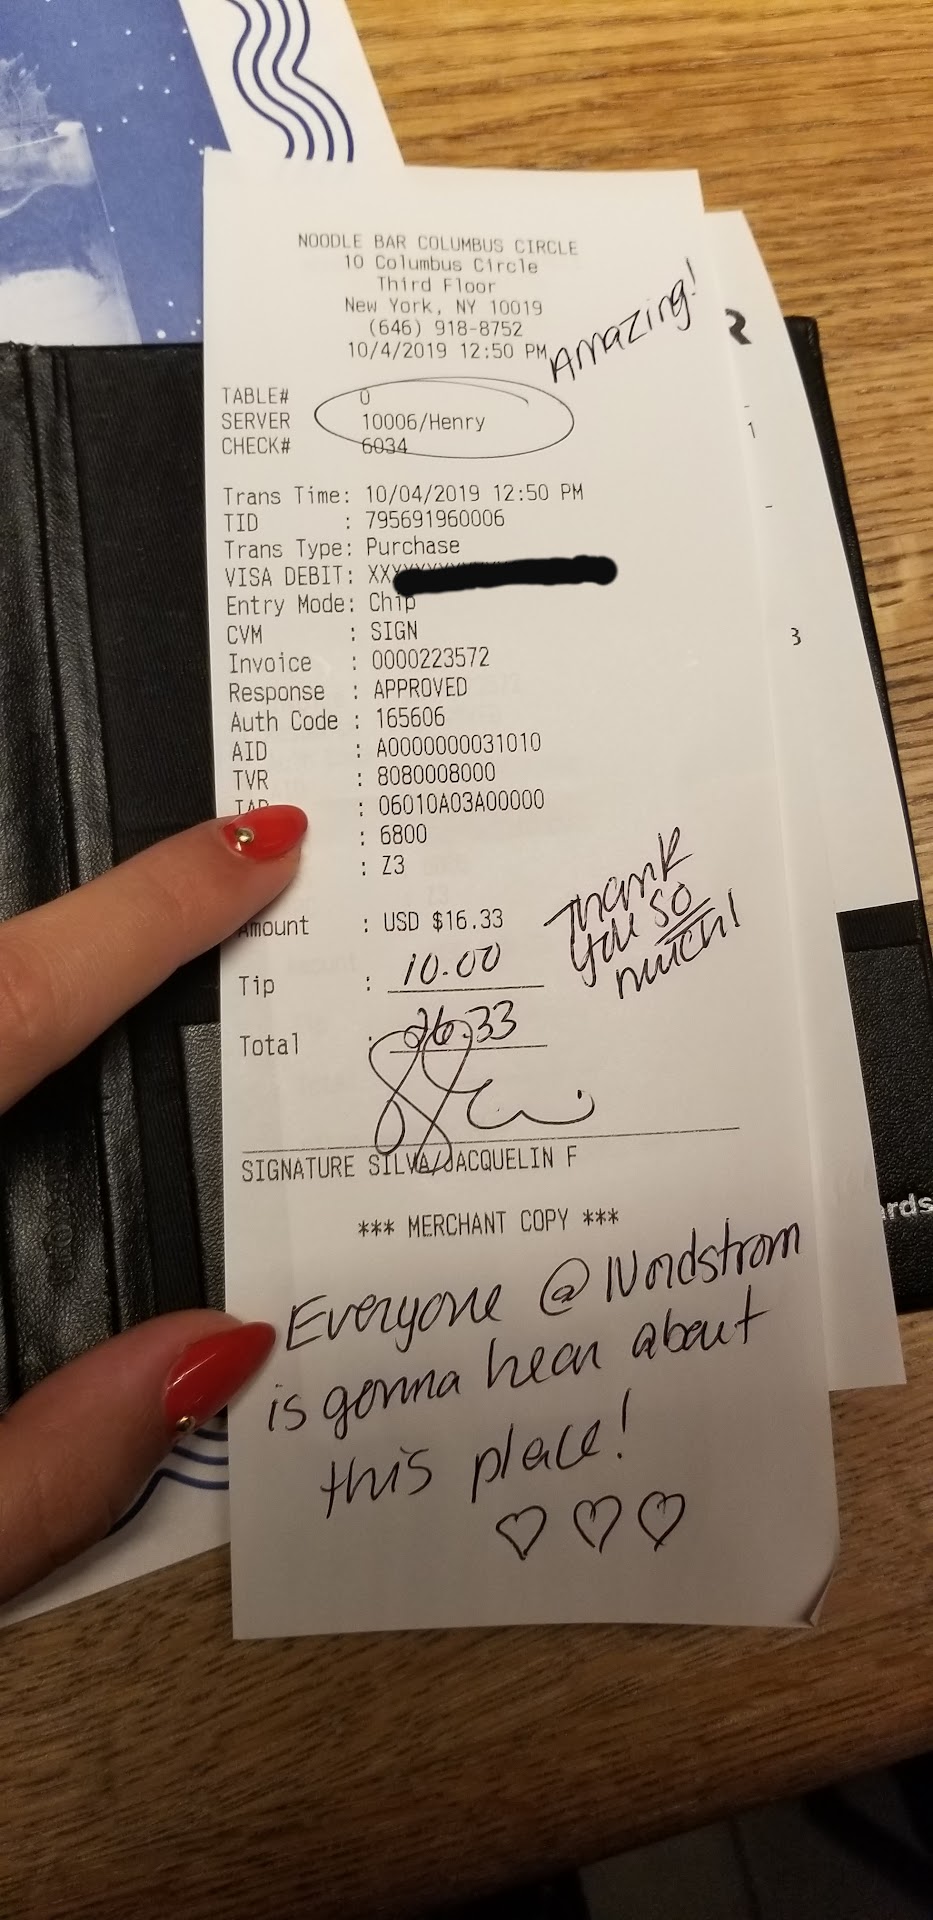 NOODLE BAR COLUMBUS CIRCLE
10 Columbus Circle
Third Floor
New York, NY 10019
(646) 918-8752
10/4/2019 12:50 PM
Amazing!
TABLE# 0
SERVER 10006/Henry
CHECK# 6034
Trans Time: 10/04/2019 12:50 PM
TID : 795691960006
Trans Type: Purchase
VISA DEBIT: XX
Entry Mode: Chip
CVM : SIGN
Invoice : 0000223572
Response : APPROVED
Auth Code : 165606
AID : A0000000031010
TVR : 8080008000
IAD : 06010A03A00000
: 6800
: Z3
Amount : USD $16.33
Thank
you so
much!
Tip : 10.00
Total : 26.33
SIGNATURE SILVA/JACQUELIN F
*** MERCHANT COPY ***
Everyone @ Nordstrom
is gonna hear about
this place!
R
1
3
ards